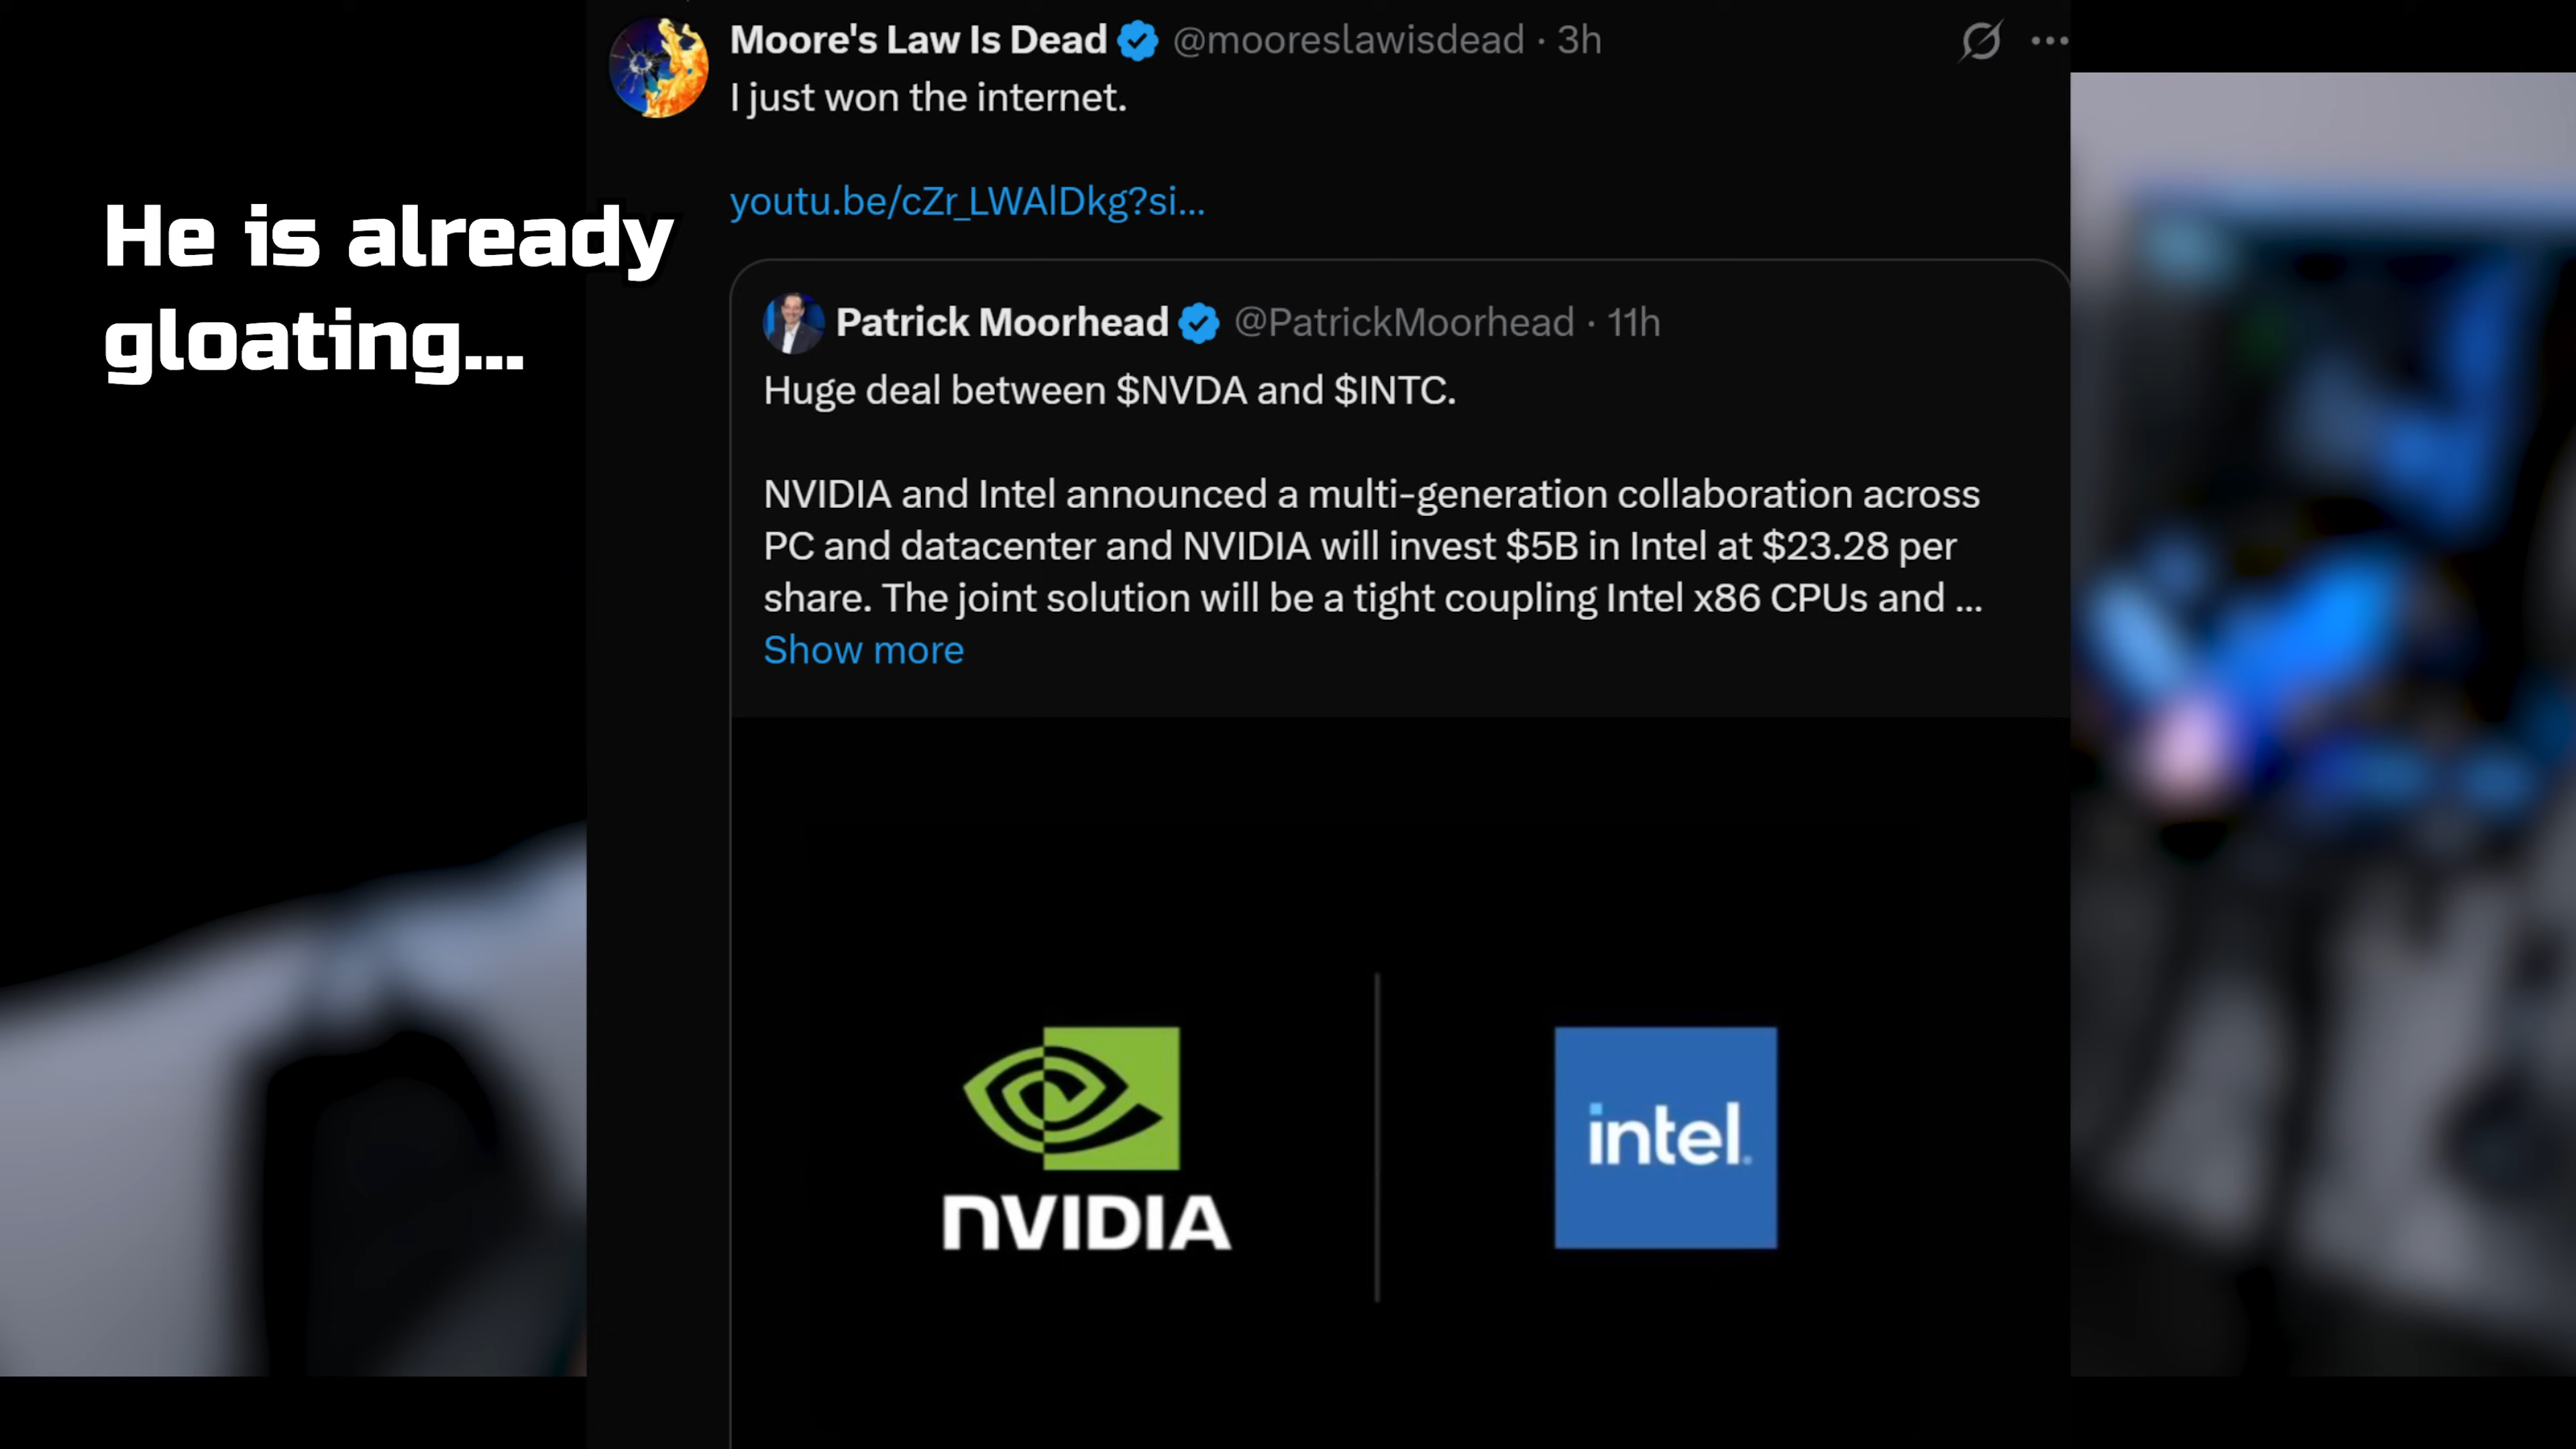 Moore's Law Is Dead @mooreslawisdead · 3h
I just won the internet.
youtu.be/cZr_LWAlDkg?si...
He is already
gloating...
Patrick Moorhead @PatrickMoorhead · 11h
Huge deal between $NVDA and $INTC.
NVIDIA and Intel announced a multi-generation collaboration across
PC and datacenter and NVIDIA will invest $5B in Intel at $23.28 per
share. The joint solution will be a tight coupling Intel x86 CPUs and ...
Show more
NVIDIA
intel.